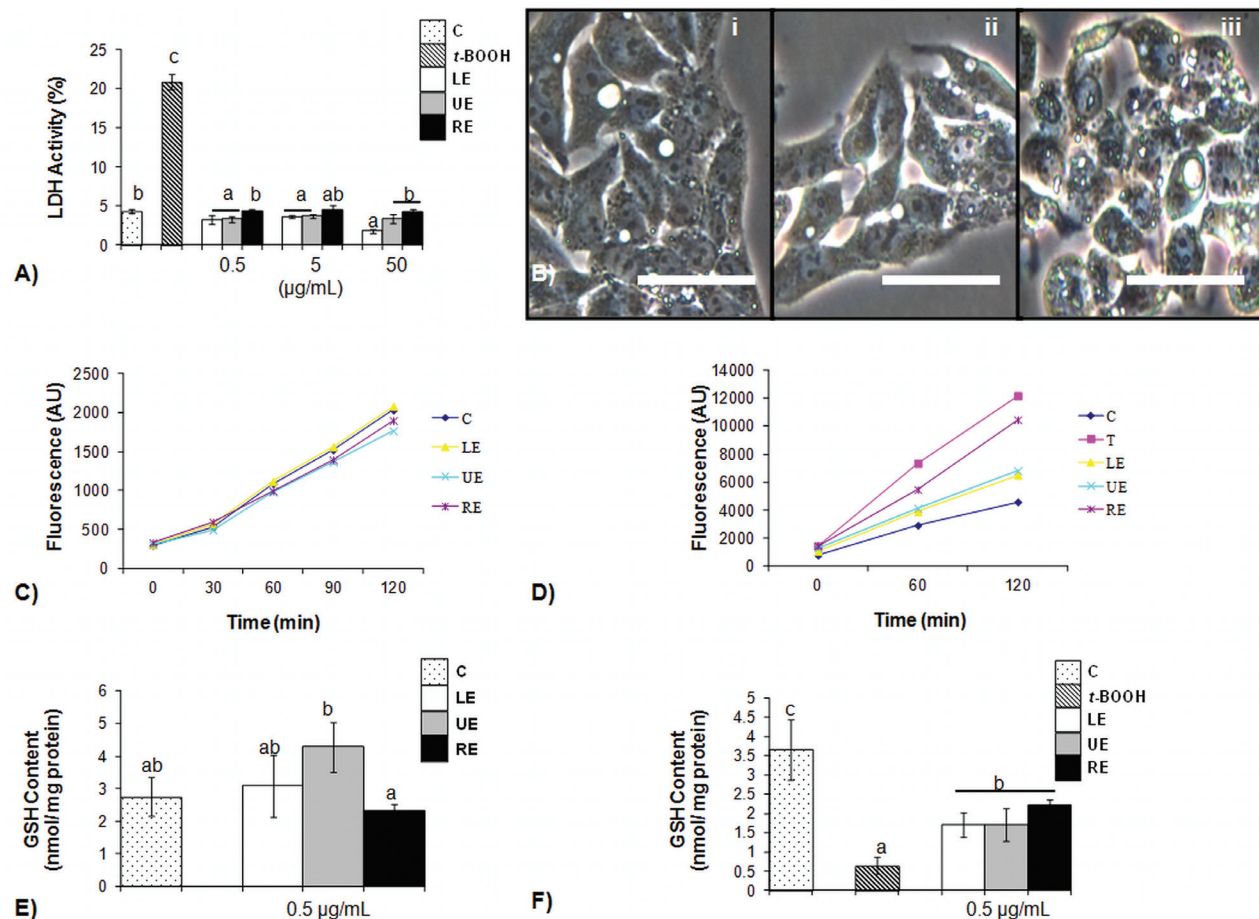 C
t-BOOH
LE
UE
RE
LDH Activity (%)
25
20
15
10
5
0
b
c
a
b
a
ab
a
b
0.5
5
50
(µg/mL)
A)
i
ii
iii
B)
Fluorescence (AU)
2500
2000
1500
1000
500
0
0
30
60
90
120
Time (min)
C
LE
UE
RE
C)
Fluorescence (AU)
14000
12000
10000
8000
6000
4000
2000
0
0
60
120
Time (min)
C
T
LE
UE
RE
D)
C
LE
UE
RE
GSH Content
(nmol/ mg protein)
6
5
4
3
2
1
0
ab
ab
b
a
0.5 µg/mL
E)
C
t-BOOH
LE
UE
RE
GSH Content
(nmol/ mg protein)
5
4.5
4
3.5
3
2.5
2
1.5
1
0.5
0
c
a
b
0.5 µg/mL
F)